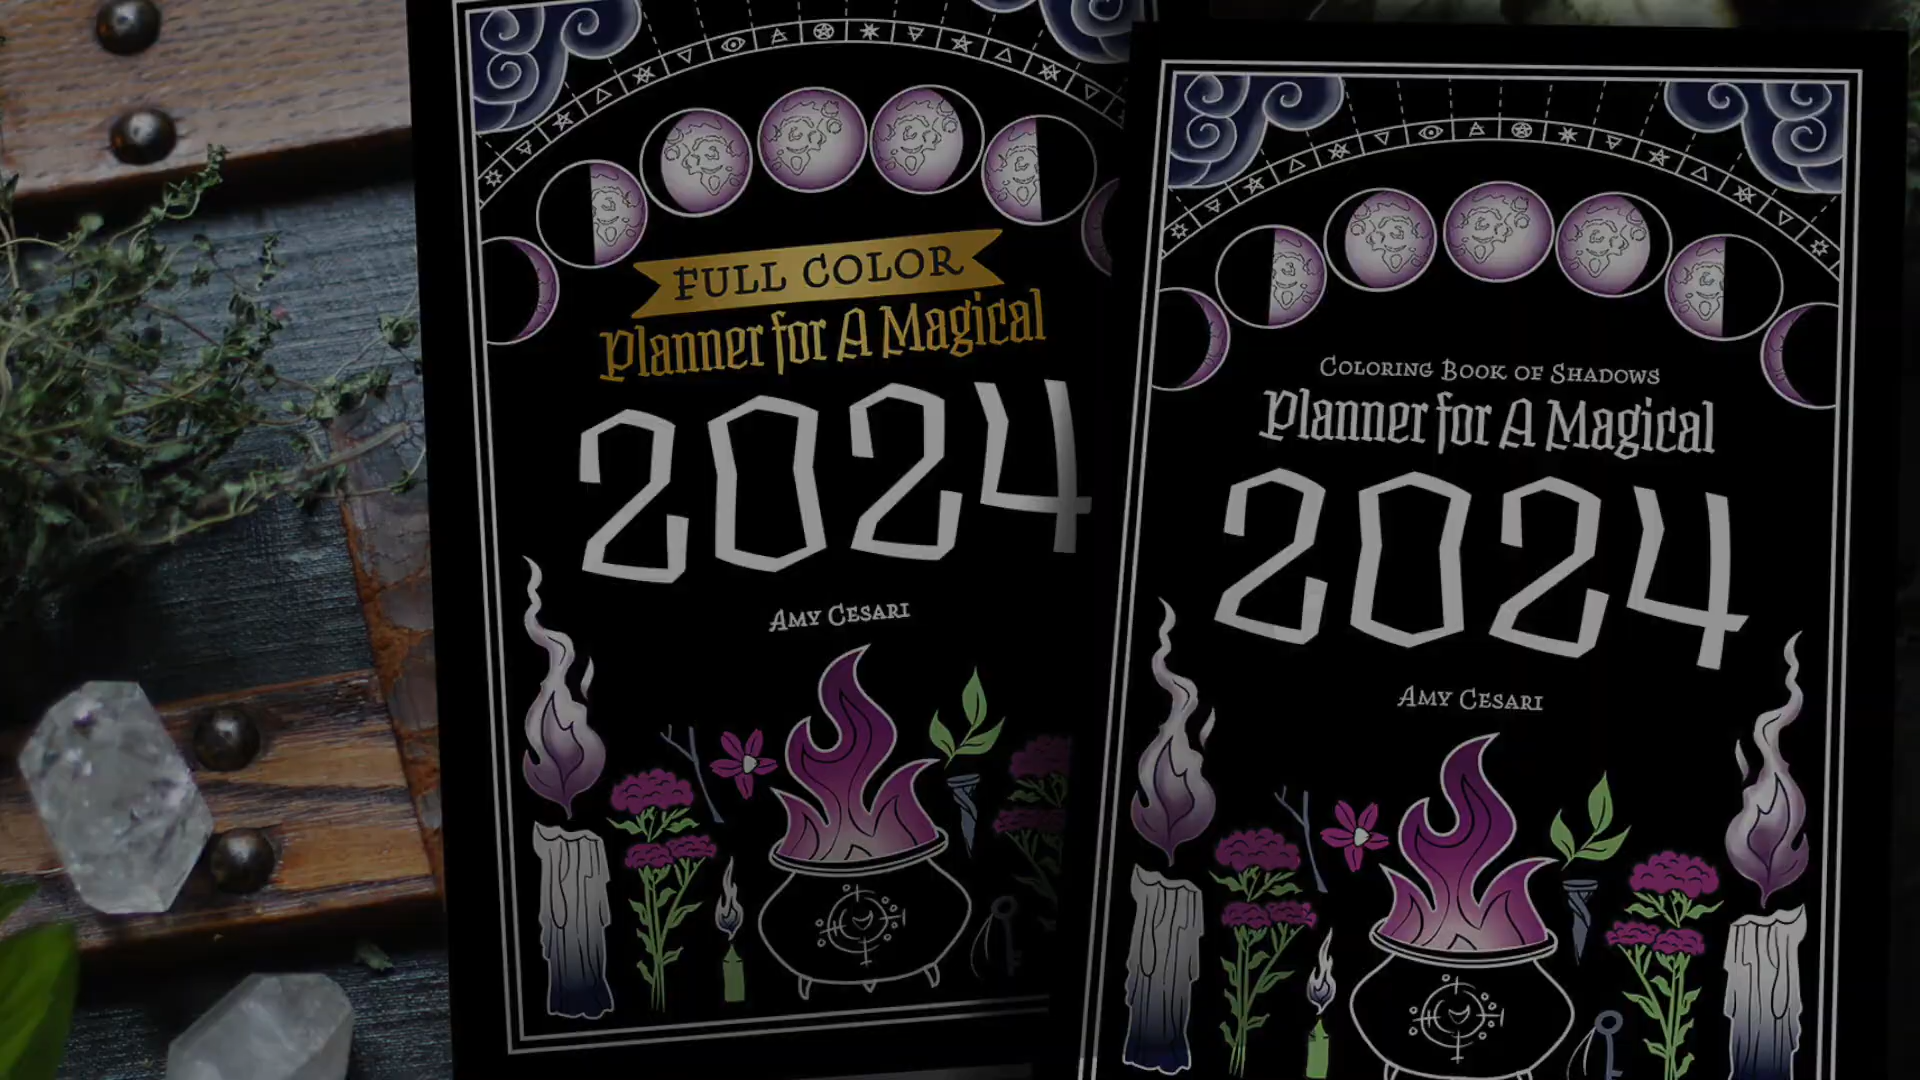 FULL COLOR
Planner for A Magical
2024
AMY CESARI
COLORING BOOK OF SHADOWS
Planner for A Magical
2024
AMY CESARI